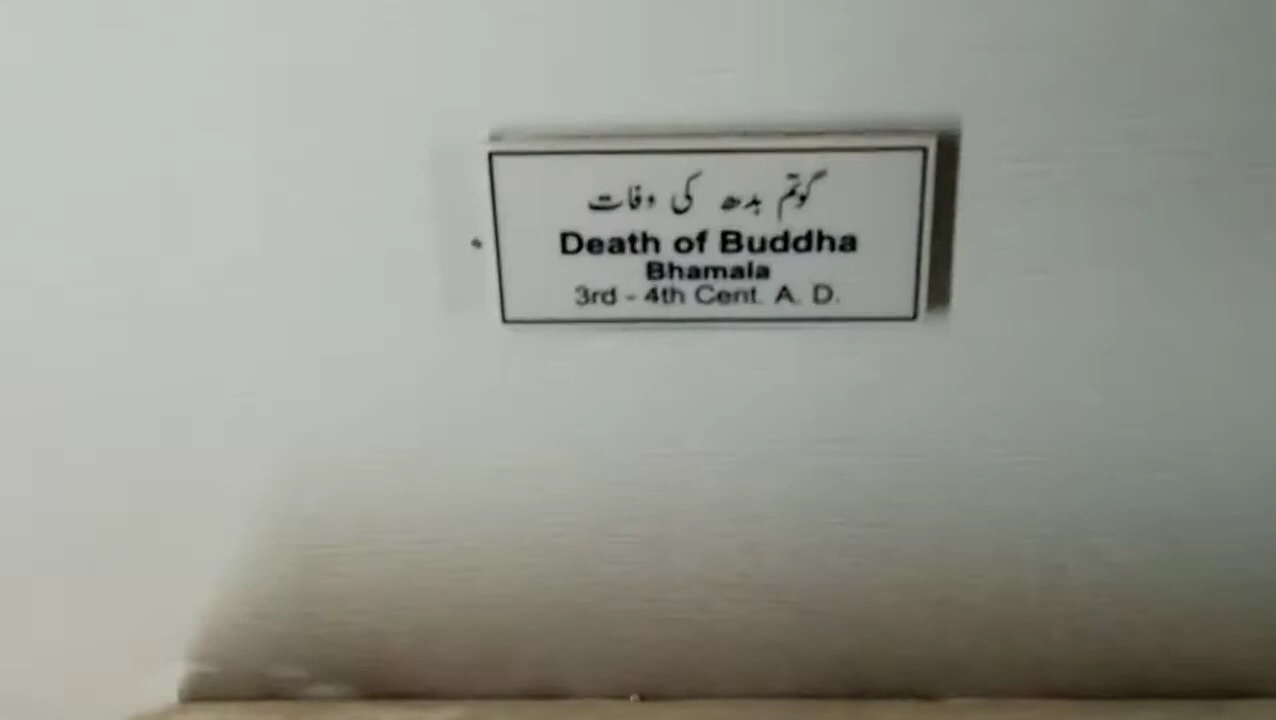 گوتم بدھ کی وفات
Death of Buddha
Bhamala
3rd - 4th Cent. A. D.